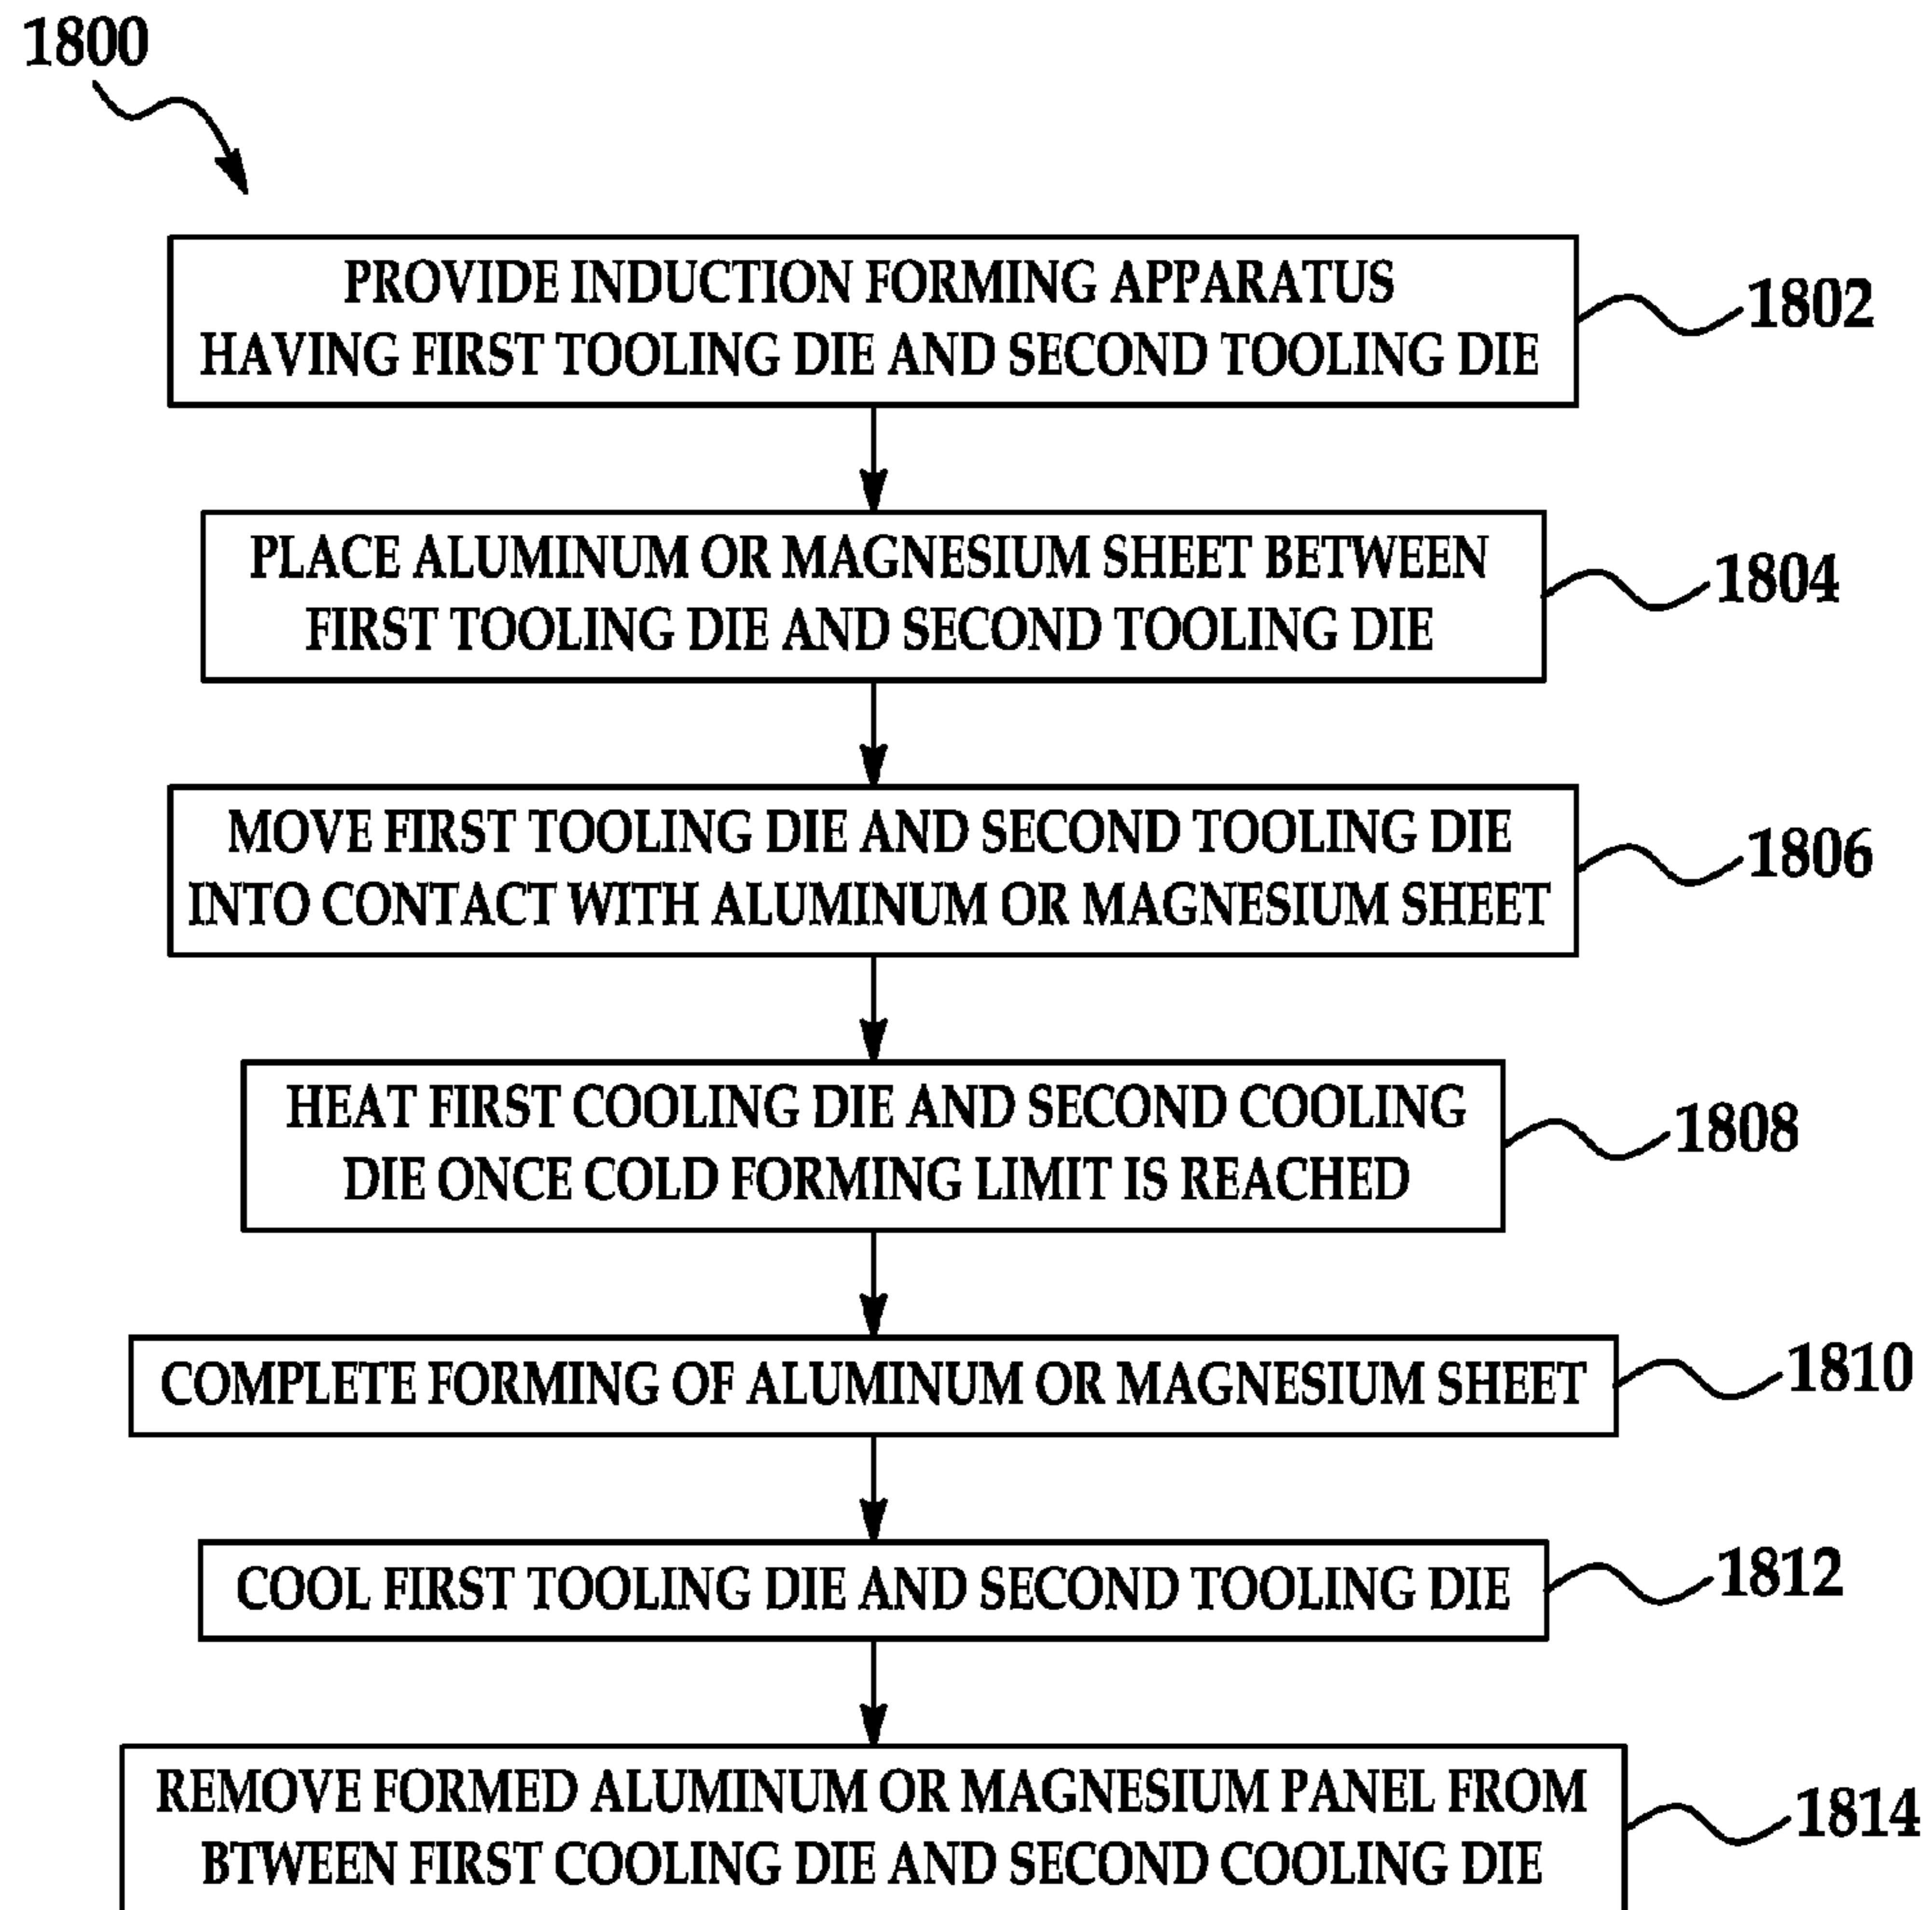 1800
PROVIDE INDUCTION FORMING APPARATUS
HAVING FIRST TOOLING DIE AND SECOND TOOLING DIE
1802
PLACE ALUMINUM OR MAGNESIUM SHEET BETWEEN
FIRST TOOLING DIE AND SECOND TOOLING DIE
1804
MOVE FIRST TOOLING DIE AND SECOND TOOLING DIE
INTO CONTACT WITH ALUMINUM OR MAGNESIUM SHEET
1806
HEAT FIRST COOLING DIE AND SECOND COOLING
DIE ONCE COLD FORMING LIMIT IS REACHED
1808
COMPLETE FORMING OF ALUMINUM OR MAGNESIUM SHEET
1810
COOL FIRST TOOLING DIE AND SECOND TOOLING DIE
1812
REMOVE FORMED ALUMINUM OR MAGNESIUM PANEL FROM
BTWEEN FIRST COOLING DIE AND SECOND COOLING DIE
1814